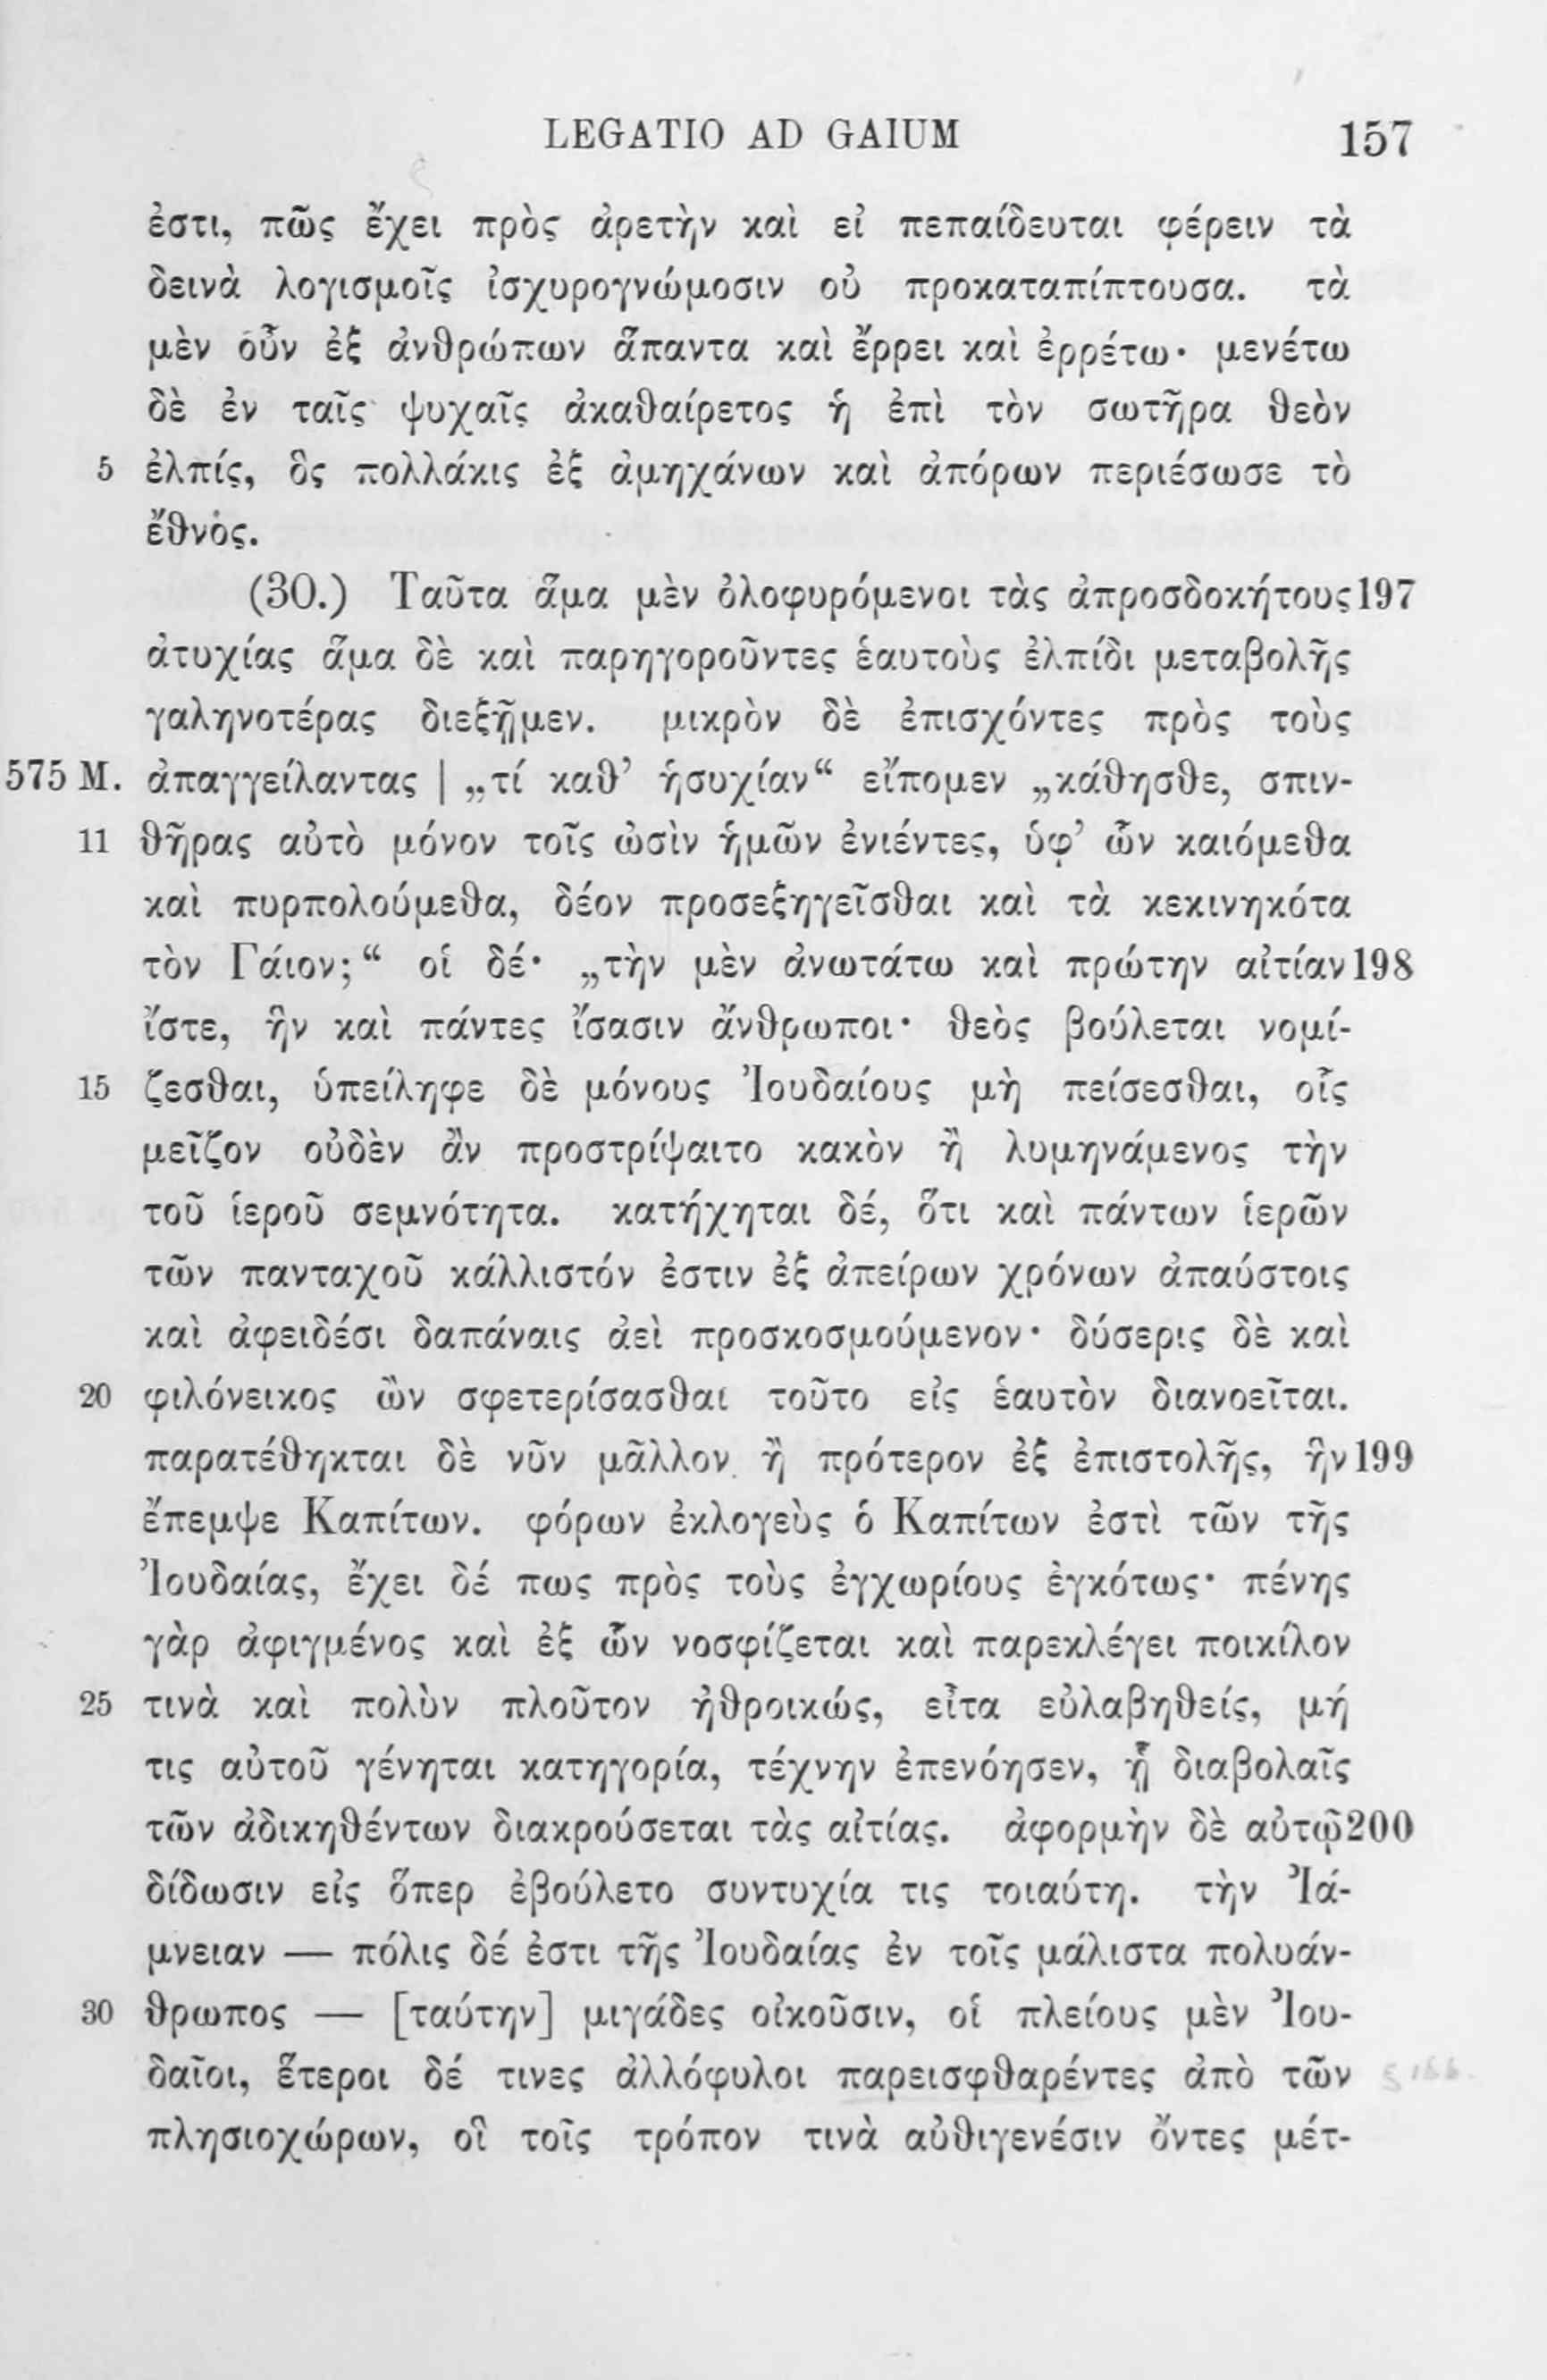 LEGATIO AD GAIUM 157
ἐστι, πῶς ἔχει πρὸς ἀρετὴν καὶ εἰ πεπαίδευται φέρειν τὰ
δεινὰ λογισμοῖς ἰσχυρογνώμοσιν οὐ προκαταπίπτουσα. τὰ
μὲν οὖν ἐξ ἀνθρώπων ἅπαντα καὶ ἔρρει καὶ ἐρρέτω· μενέτω
δὲ ἐν ταῖς ψυχαῖς ἀκαθαίρετος ἡ ἐπὶ τὸν σωτῆρα θεὸν
5 ἐλπίς, ὃς πολλάκις ἐξ ἀμηχάνων καὶ ἀπόρων περιέσωσε τὸ
ἔθνος.
(30.) Ταῦτα ἅμα μὲν ὀλοφυρόμενοι τὰς ἀπροσδοκήτους 197
ἀτυχίας ἅμα δὲ καὶ παρηγοροῦντες ἑαυτοὺς ἐλπίδι μεταβολῆς
γαληνοτέρας διεξῇμεν. μικρὸν δὲ ἐπισχόντες πρὸς τοὺς
575 M. ἀπαγγείλαντας | „τί καθ’ ἡσυχίαν“ εἴπομεν „κάθησθε, σπιν-
11 θῆρας αὐτὸ μόνον τοῖς ὠσὶν ἡμῶν ἐνιέντες, ὑφ’ ὧν καιόμεθα
καὶ πυρπολούμεθα, δέον προσεξηγεῖσθαι καὶ τὰ κεκινηκότα
τὸν Γάιον;“ οἱ δέ· „τὴν μὲν ἀνωτάτω καὶ πρώτην αἰτίαν 198
ἴστε, ἣν καὶ πάντες ἴσασιν ἄνθρωποι· θεὸς βούλεται νομί-
15 ζεσθαι, ὑπείληφε δὲ μόνους Ἰουδαίους μὴ πείσεσθαι, οἷς
μεῖζον οὐδὲν ἂν προστρίψαιτο κακὸν ἢ λυμηνάμενος τὴν
τοῦ ἱεροῦ σεμνότητα. κατήχηται δέ, ὅτι καὶ πάντων ἱερῶν
τῶν πανταχοῦ κάλλιστόν ἐστιν ἐξ ἀπείρων χρόνων ἀπαύστοις
καὶ ἀφειδέσι δαπάναις ἀεὶ προσκοσμούμενον· δύσερις δὲ καὶ
20 φιλόνεικος ὢν σφετερίσασθαι τοῦτο εἰς ἑαυτὸν διανοεῖται.
παρατέθηκται δὲ νῦν μᾶλλον ἢ πρότερον ἐξ ἐπιστολῆς, ἣν 199
ἔπεμψε Καπίτων. φόρων ἐκλογεὺς ὁ Καπίτων ἐστὶ τῶν τῆς
Ἰουδαίας, ἔχει δέ πως πρὸς τοὺς ἐγχωρίους ἐγκότως· πένης
γὰρ ἀφιγμένος καὶ ἐξ ὧν νοσφίζεται καὶ παρεκλέγει ποικίλον
25 τινὰ καὶ πολὺν πλοῦτον ἠθροικώς, εἶτα εὐλαβηθείς, μή
τις αὐτοῦ γένηται κατηγορία, τέχνην ἐπενόησεν, ᾗ διαβολαῖς
τῶν ἀδικηθέντων διακρούσεται τὰς αἰτίας. ἀφορμὴν δὲ αὐτῷ 200
δίδωσιν εἰς ὅπερ ἐβούλετο συντυχία τις τοιαύτη. τὴν Ἰά-
μνειαν — πόλις δέ ἐστι τῆς Ἰουδαίας ἐν τοῖς μάλιστα πολυάν-
30 θρωπος — [ταύτην] μιγάδες οἰκοῦσιν, οἱ πλείους μὲν Ἰου-
δαῖοι, ἕτεροι δέ τινες ἀλλόφυλοι παρεισφθαρέντες ἀπὸ τῶν
πλησιοχώρων, οἳ τοῖς τρόπον τινὰ αὐθιγενέσιν ὄντες μέτ-